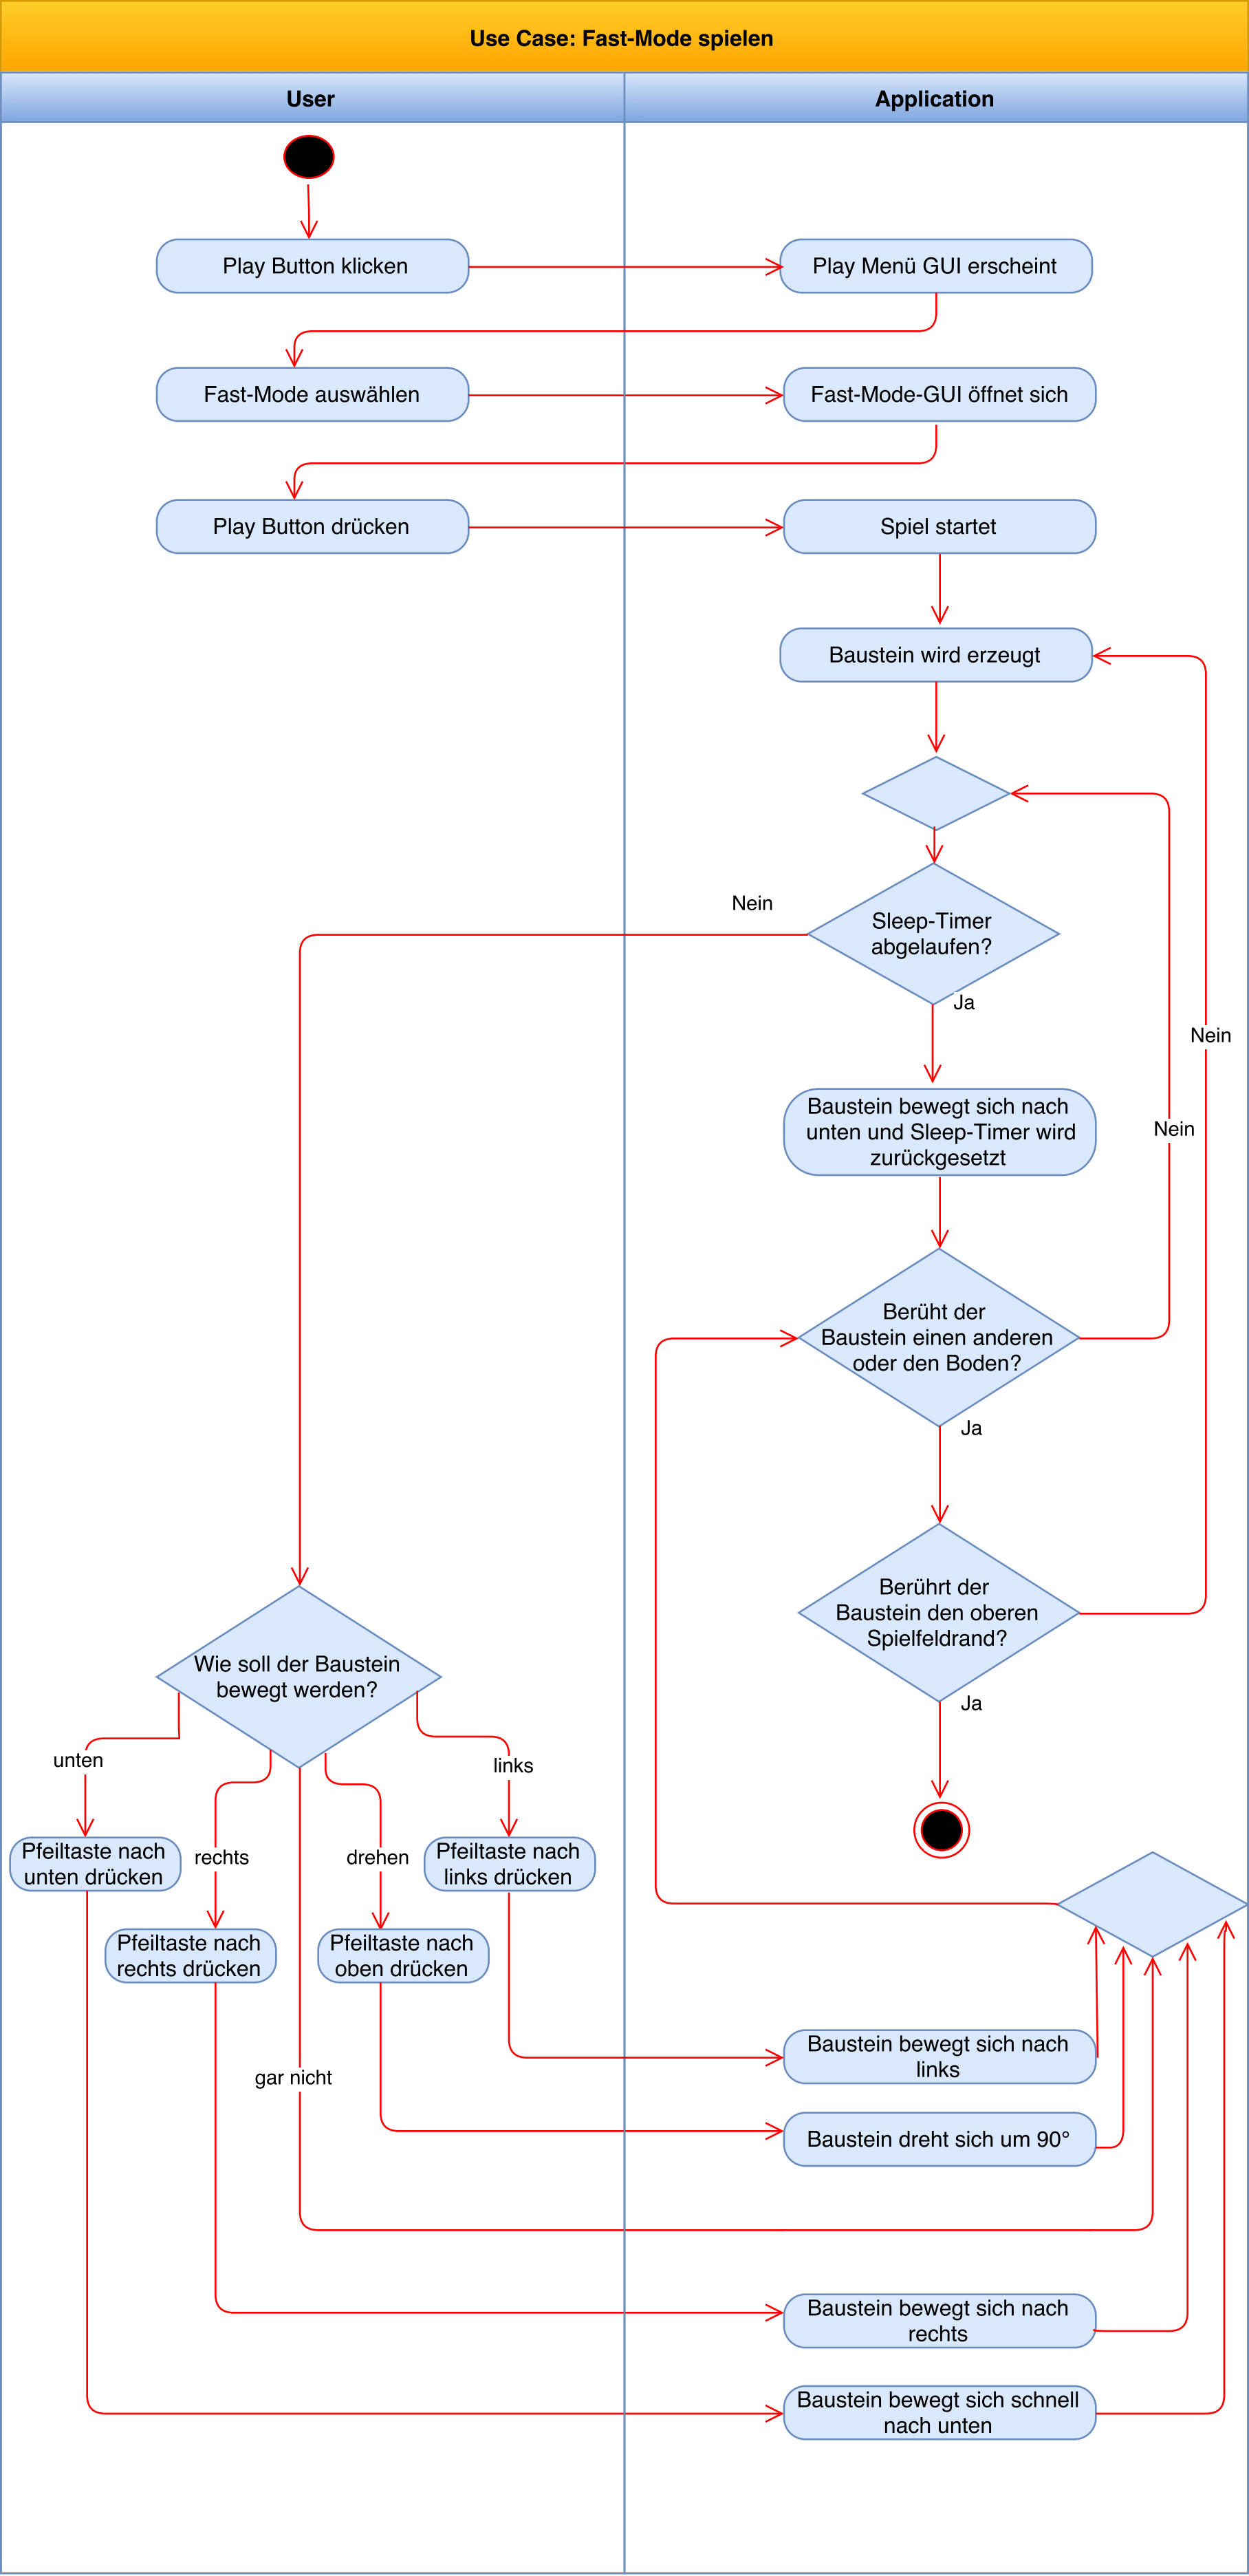 Use Case: Fast-Mode spielen
User
Application
Play Button klicken
Play Menü GUI erscheint
Fast-Mode auswählen
Fast-Mode-GUI öffnet sich
Play Button drücken
Spiel startet
Baustein wird erzeugt
Nein
Sleep-Timer
abgelaufen?
Ja
Nein
Baustein bewegt sich nach
unten und Sleep-Timer wird
zurückgesetzt
Nein
Berüht der
Baustein einen anderen
oder den Boden?
Ja
Berührt der
Baustein den oberen
Spielfeldrand?
Ja
Wie soll der Baustein
bewegt werden?
unten
links
Pfeiltaste nach
unten drücken
rechts
drehen
Pfeiltaste nach
links drücken
Pfeiltaste nach
rechts drücken
Pfeiltaste nach
oben drücken
gar nicht
Baustein bewegt sich nach
links
Baustein dreht sich um 90°
Baustein bewegt sich nach
rechts
Baustein bewegt sich schnell
nach unten